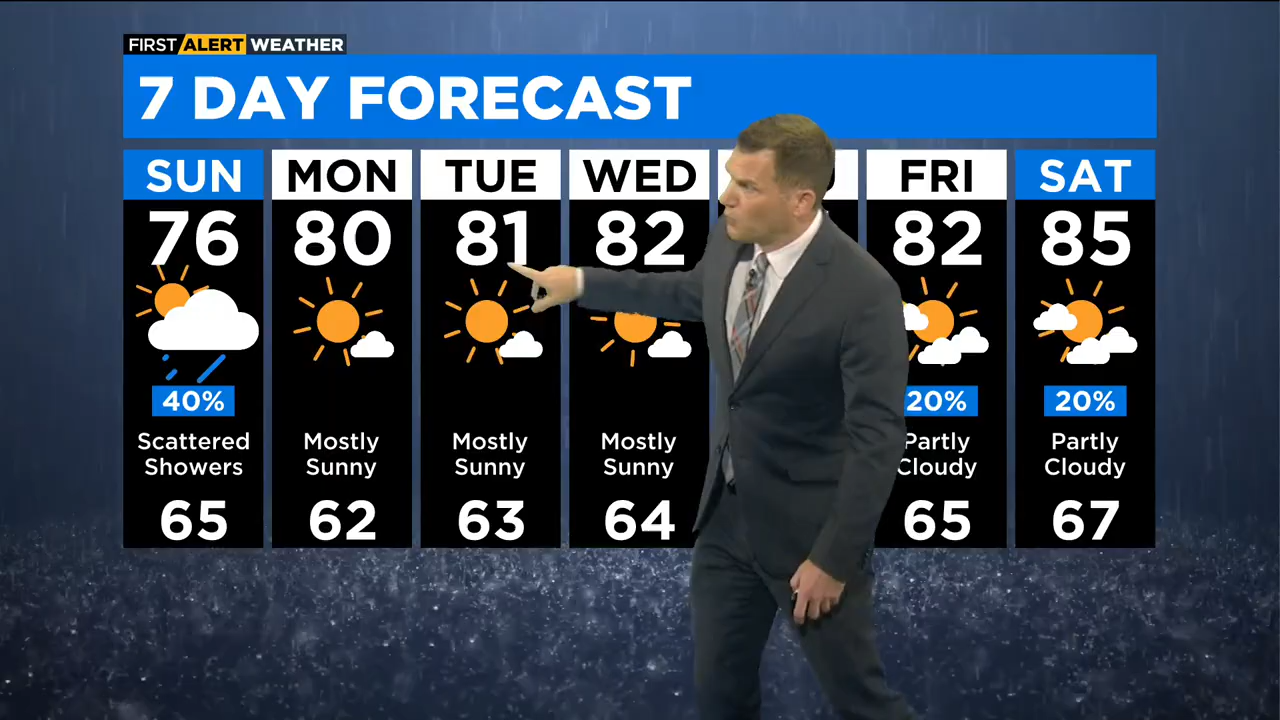 FIRST ALERT WEATHER
7 DAY FORECAST
SUN MON TUE WED FRI SAT
76 80 81 82 82 85
40% 20% 20%
Scattered Mostly Mostly Mostly Partly Partly
Showers Sunny Sunny Sunny Cloudy Cloudy
65 62 63 64 65 67